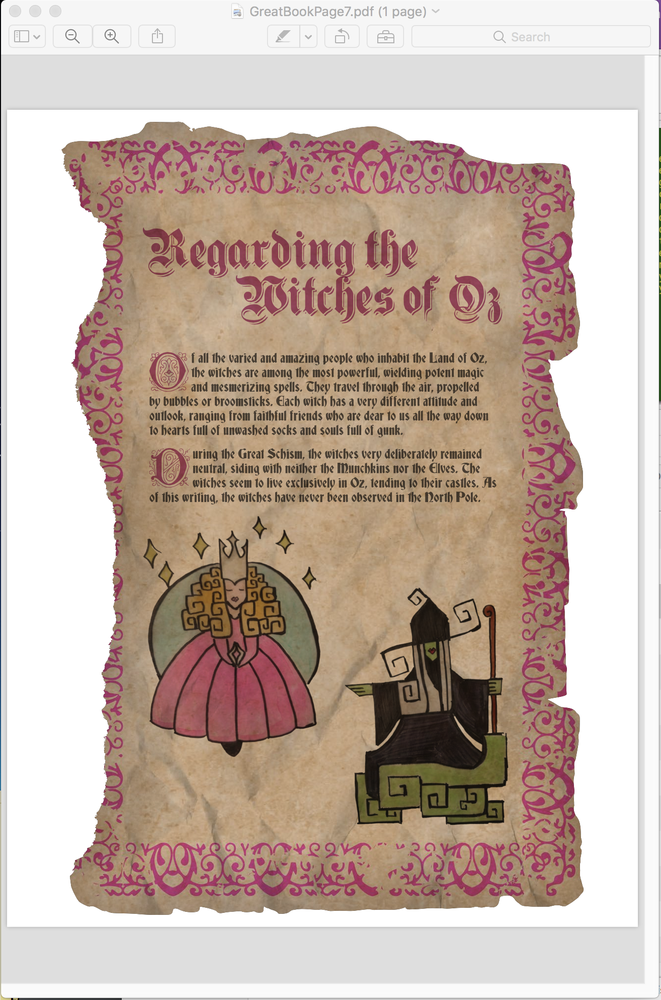 GreatBookPage7.pdf (1 page)
Search
Regarding the
Witches of Oz
Of all the varied and amazing people who inhabit the Land of Oz,
the witches are among the most powerful, wielding potent magic
and mesmerizing spells. They travel through the air, propelled
by bubbles or broomsticks. Each witch has a very different attitude and
outlook, ranging from faithful friends who are dear to us all the way down
to hearts full of unwashed socks and souls full of gunk.
During the Great Schism, the witches very deliberately remained
neutral, siding with neither the Munchkins nor the Elves. The
witches seem to live exclusively in Oz, tending to their castles. As
of this writing, the witches have never been observed in the North Pole.